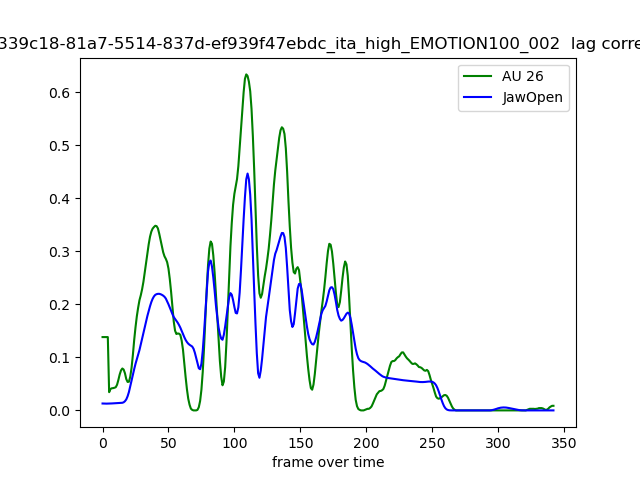 339c18-81a7-5514-837d-ef939f47ebdc_ita_high_EMOTION100_002 lag corre
AU 26
JawOpen
0.6
0.5
0.4
0.3
0.2
0.1
0.0
0 50 100 150 200 250 300 350
frame over time